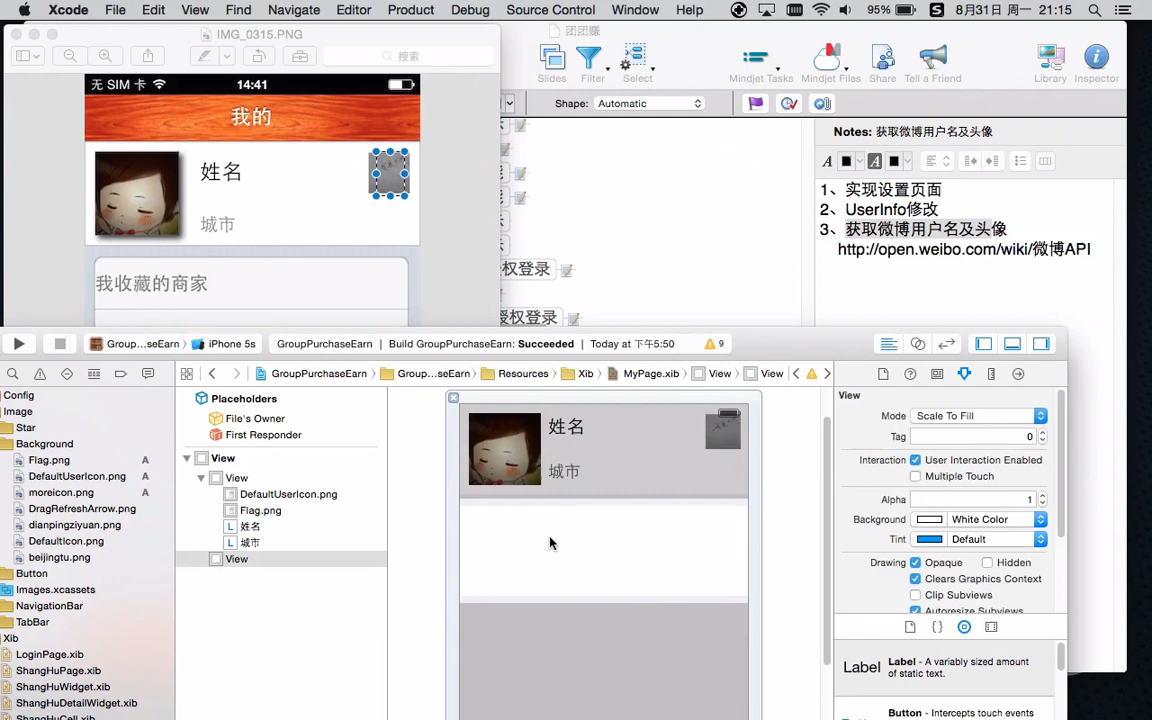 Xcode File Edit View Find Navigate Editor Product Debug Source Control Window Help 95% 8月31日 周一 21:15
IMG_0315.PNG
团团赚
搜索
Slides Filter Select Mindjet Tasks Mindjet Files Share Tell a Friend Library Inspector
Shape: Automatic
无 SIM 卡 14:41
我的
姓名
城市
我收藏的商家
权登录
授权登录
Notes: 获取微博用户名及头像
1、实现设置页面
2、UserInfo修改
3、获取微博用户名及头像
http://open.weibo.com/wiki/微博API
Group...seEarn iPhone 5s GroupPurchaseEarn Build GroupPurchaseEarn: Succeeded Today at 下午5:50 9
GroupPurchaseEarn Group...seEarn Resources Xib MyPage.xib View View
Config
Image
Star
Background
Flag.png A
DefaultUserIcon.png A
moreicon.png A
DragRefreshArrow.png
dianpingziyuan.png
DefaultIcon.png
beijingtu.png
Button
Images.xcassets
NavigationBar
TabBar
Xib
LoginPage.xib
ShangHuPage.xib
ShangHuWidget.xib
ShangHuDetailWidget.xib
ShangHuCell.xib
Placeholders
File's Owner
First Responder
View
View
DefaultUserIcon.png
Flag.png
L 姓名
L 城市
View
姓名
城市
View
Mode Scale To Fill
Tag 0
Interaction User Interaction Enabled
Multiple Touch
Alpha 1
Background White Color
Tint Default
Drawing Opaque Hidden
Clears Graphics Context
Clip Subviews
Autoresize Subviews
Label Label - A variably sized amount
of static text.
Button - Intercepts touch events